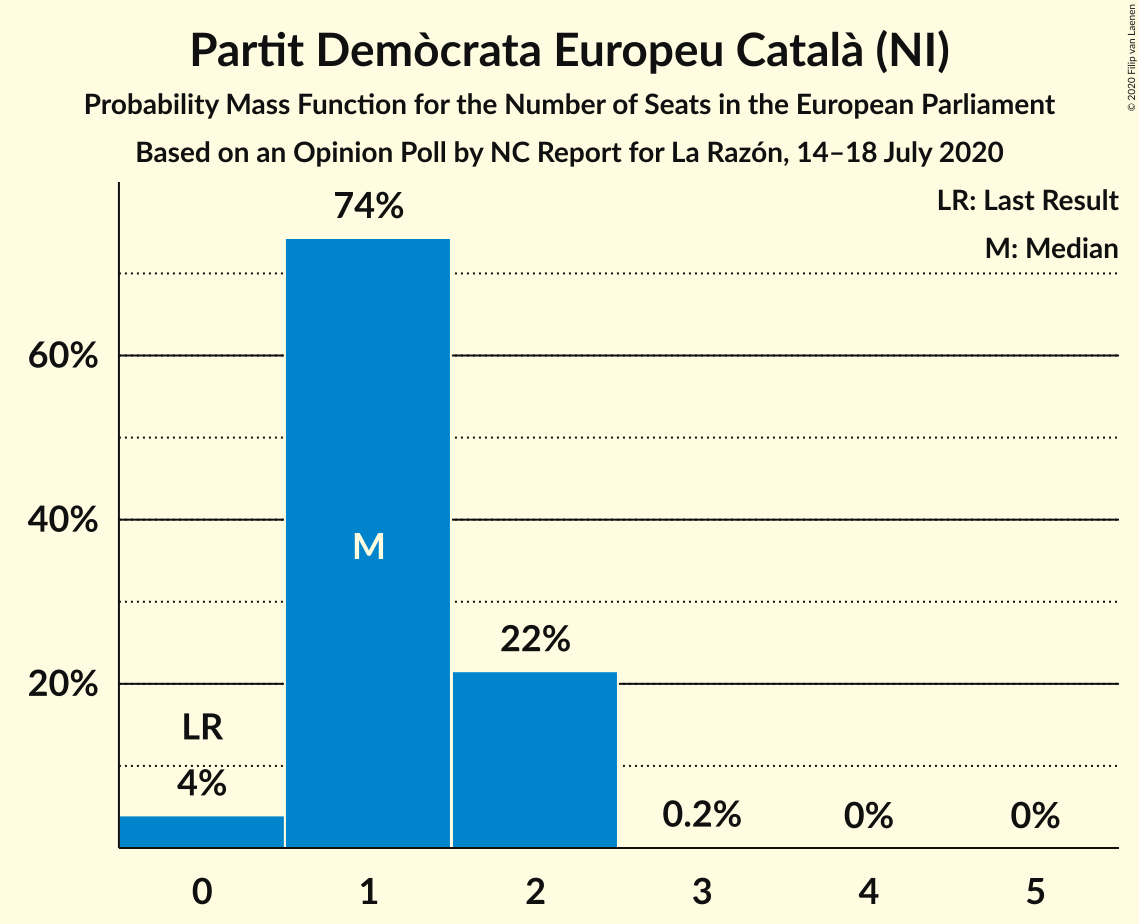 Partit Demòcrata Europeu Català (NI)
Probability Mass Function for the Number of Seats in the European Parliament
Based on an Opinion Poll by NC Report for La Razón, 14–18 July 2020
© 2020 Filip van Laenen
LR: Last Result
M: Median
74%
60%
40%
M
22%
20%
LR
4%
0.2%
0%
0%
0
1
2
3
4
5